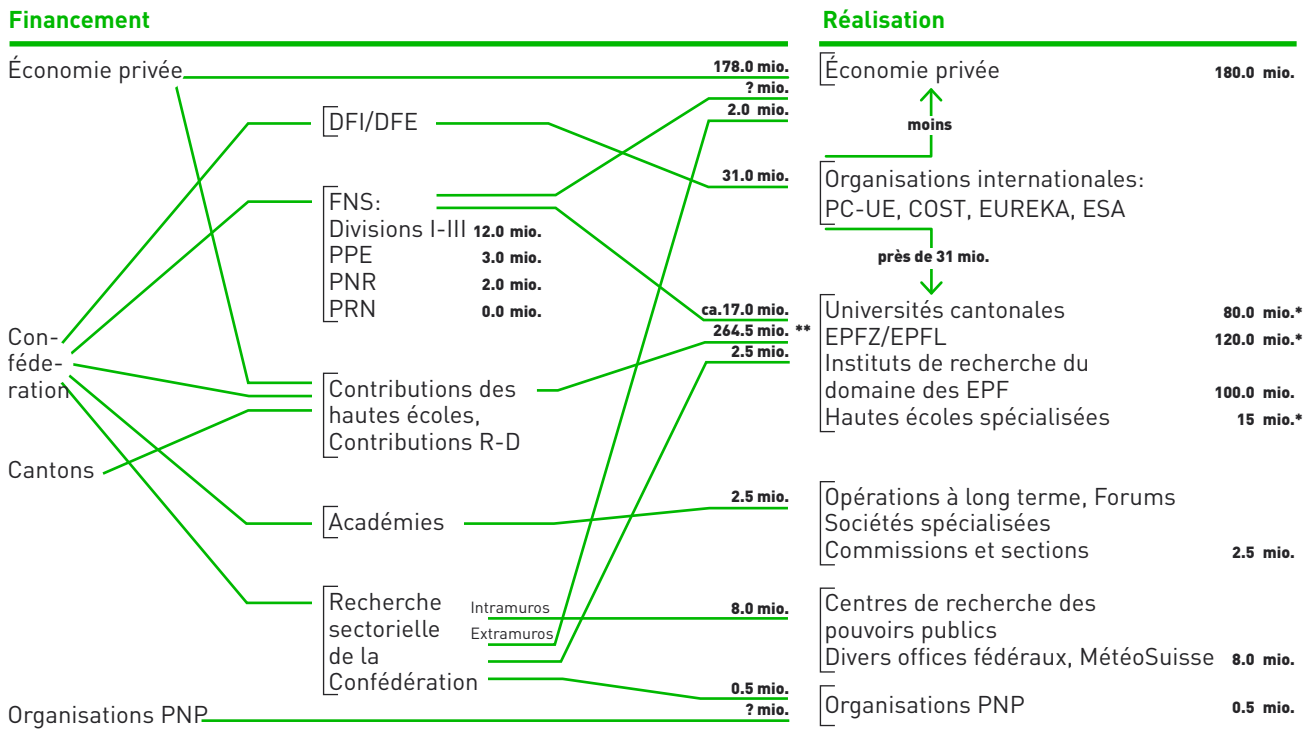 Financement
Réalisation
Économie privée
178.0 mio.
? mio.
2.0 mio.
DFI/DFE
31.0 mio.
FNS:
Divisions I-III 12.0 mio.
PPE 3.0 mio.
PNR 2.0 mio.
PRN 0.0 mio.
ca.17.0 mio.
264.5 mio. **
2.5 mio.
Con-
féde-
ration
Contributions des
hautes écoles,
Contributions R-D
Cantons
Académies
2.5 mio.
Recherche
sectorielle
de la
Confédération
Intramuros
Extramuros
8.0 mio.
0.5 mio.
? mio.
Organisations PNP
Économie privée 180.0 mio.
moins
Organisations internationales:
PC-UE, COST, EUREKA, ESA
près de 31 mio.
Universités cantonales 80.0 mio.*
EPFZ/EPFL 120.0 mio.*
Instituts de recherche du
domaine des EPF 100.0 mio.
Hautes écoles spécialisées 15 mio.*
Opérations à long terme, Forums
Sociétés spécialisées
Commissions et sections 2.5 mio.
Centres de recherche des
pouvoirs publics
Divers offices fédéraux, MétéoSuisse 8.0 mio.
Organisations PNP 0.5 mio.